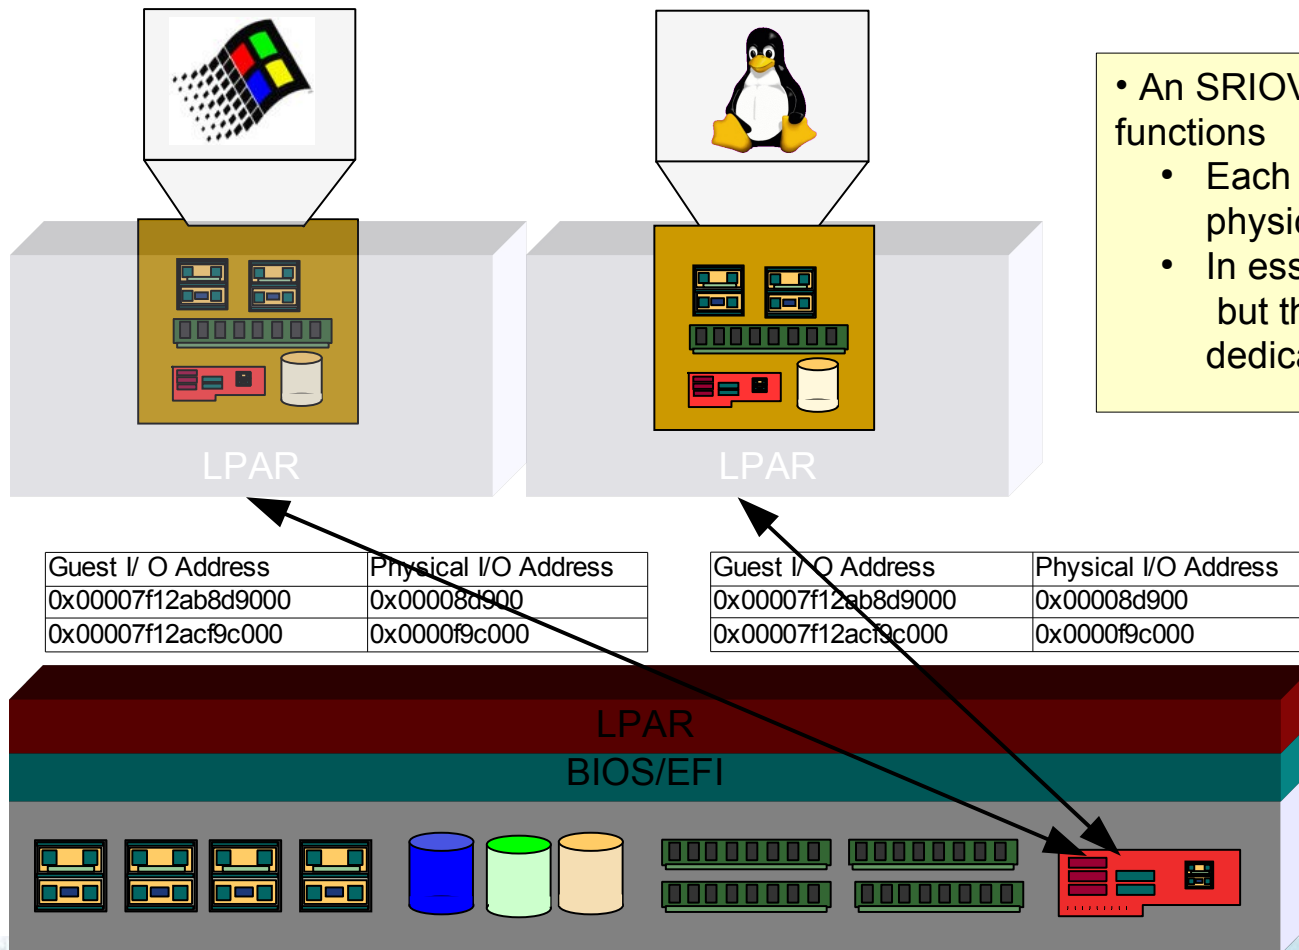 • An SRIOV
functions
• Each
physic
• In ess
but th
dedica
LPAR
LPAR
Guest I/ O Address Physical I/O Address
0x00007f12ab8d9000 0x00008d900
0x00007f12acf9c000 0x0000f9c000
Guest I/ O Address Physical I/O Address
0x00007f12ab8d9000 0x00008d900
0x00007f12acf9c000 0x0000f9c000
LPAR
BIOS/EFI